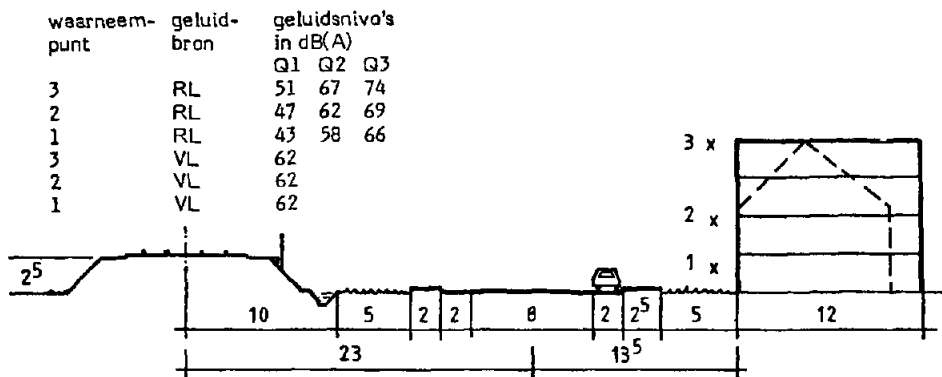 waarneem- geluid- geluidsnivo's
punt bron in dB(A)
Q1 Q2 Q3
3 RL 51 67 74
2 RL 47 62 69
1 RL 43 58 66
3 VL 62
2 VL 62
1 VL 62
3 x
2 x
1 x
2⁵
10 5 2 2 8 2 2⁵ 5 12
23 13⁵